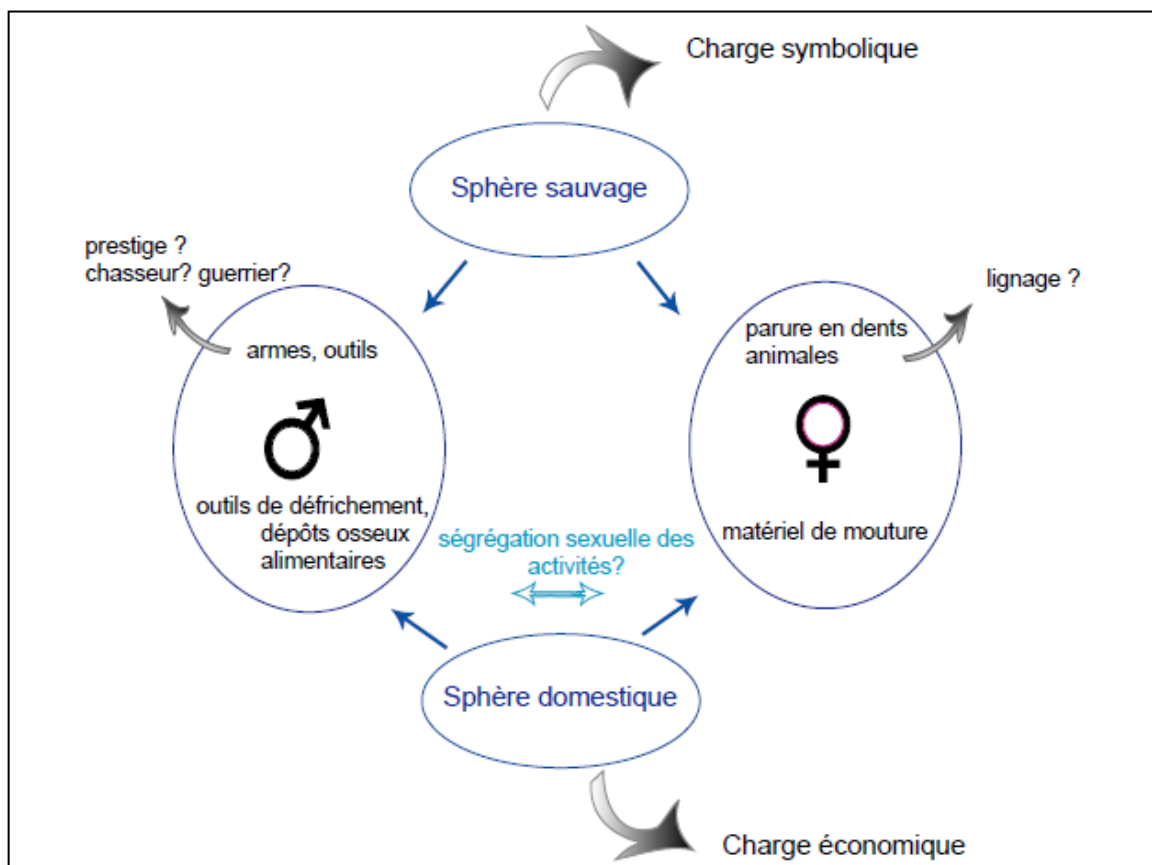 Charge symbolique
Sphère sauvage
prestige ?
chasseur? guerrier?
lignage ?
armes, outils
parure en dents
animales
outils de défrichement,
dépôts osseux
alimentaires
matériel de mouture
ségrégation sexuelle des
activités?
Sphère domestique
Charge économique